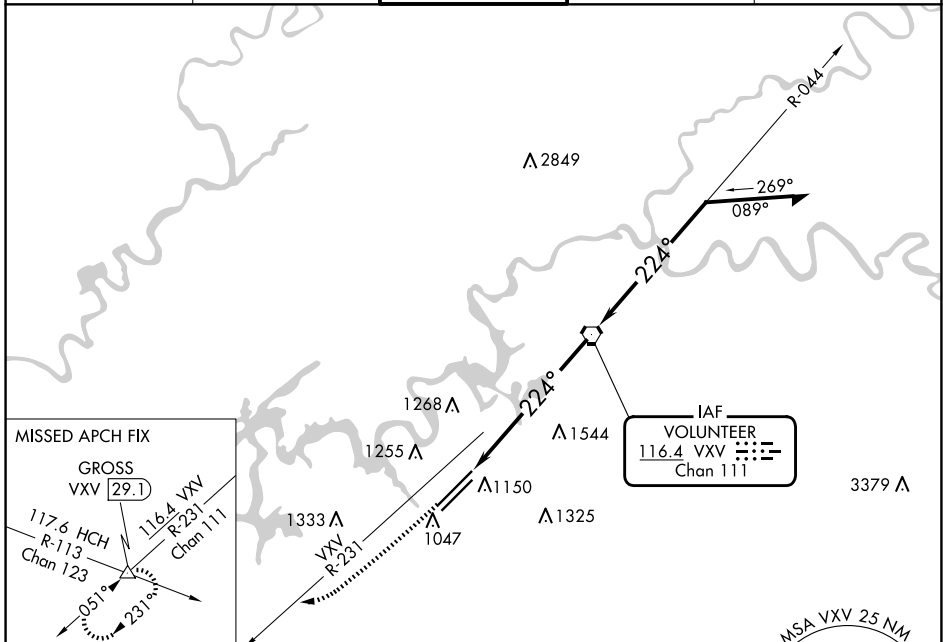 R-044
2849
269°
089°
224°
224°
IAF
VOLUNTEER
116.4 VXV
Chan 111
1268
1255
1544
3379
1150
1333
1325
1047
VXV
R-231
MISSED APCH FIX
GROSS
VXV 29.1
117.6 HCH
R-113
Chan 123
116.4 VXV
R-231
Chan 111
051°
231°
MSA VXV 25 NM